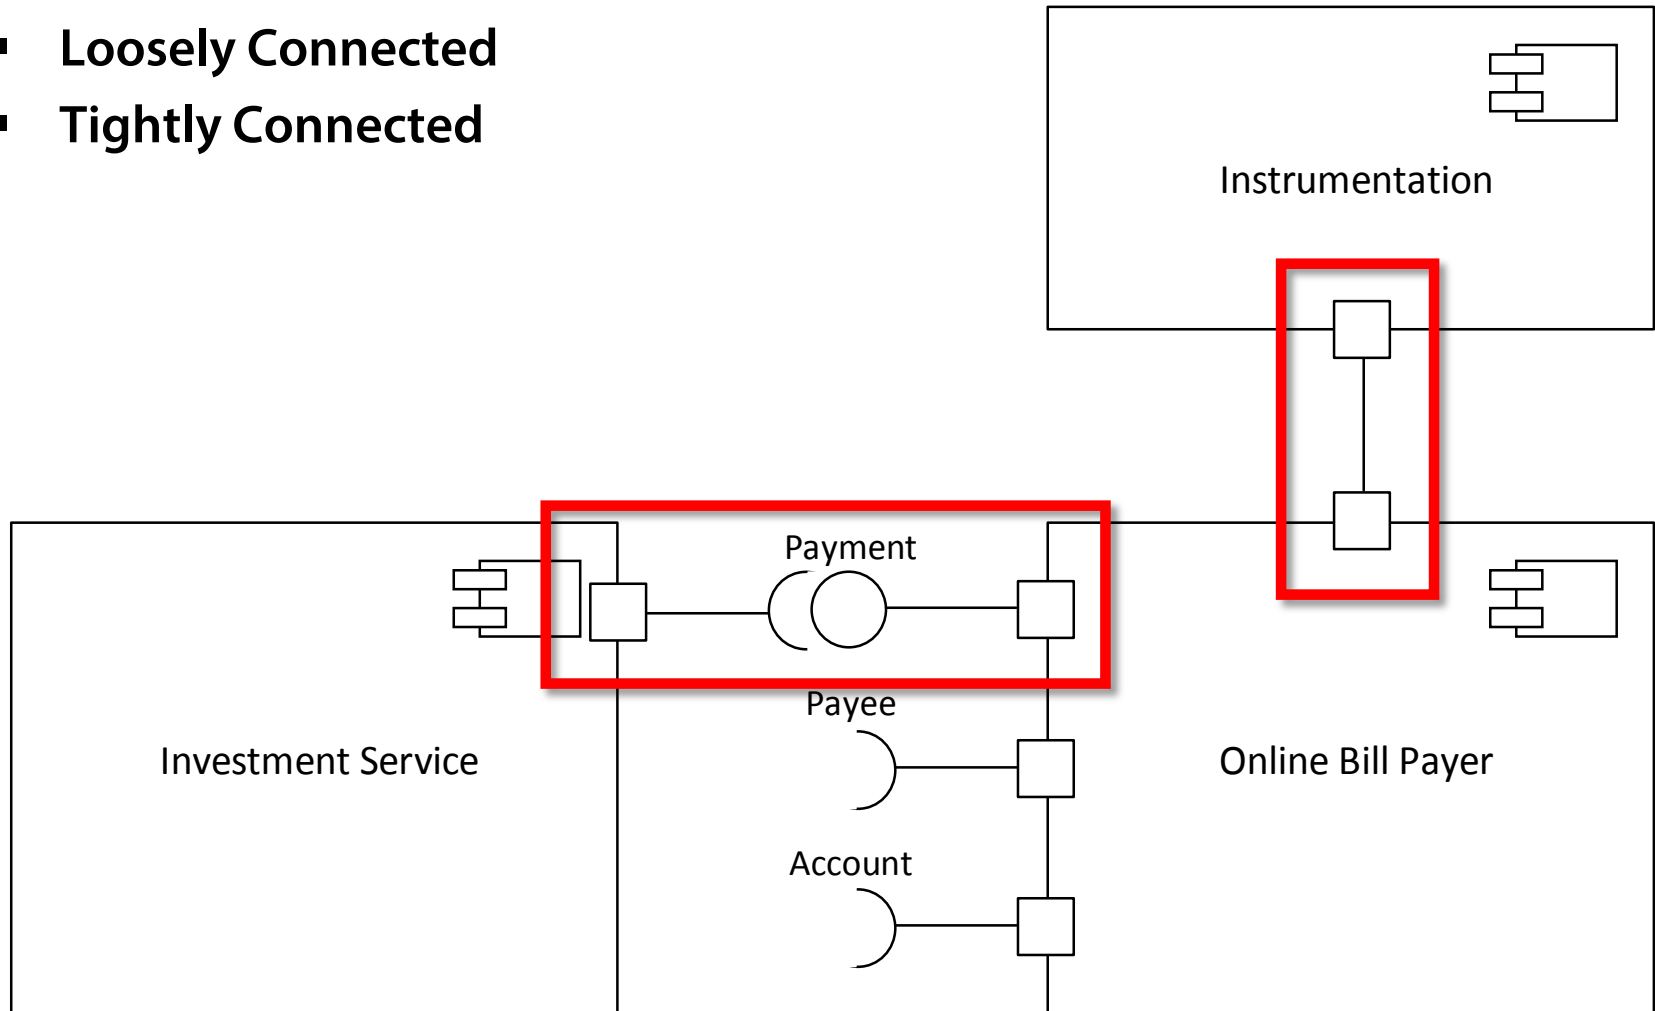 Loosely Connected
Tightly Connected
Instrumentation
Payment
Payee
Investment Service
Online Bill Payer
Account